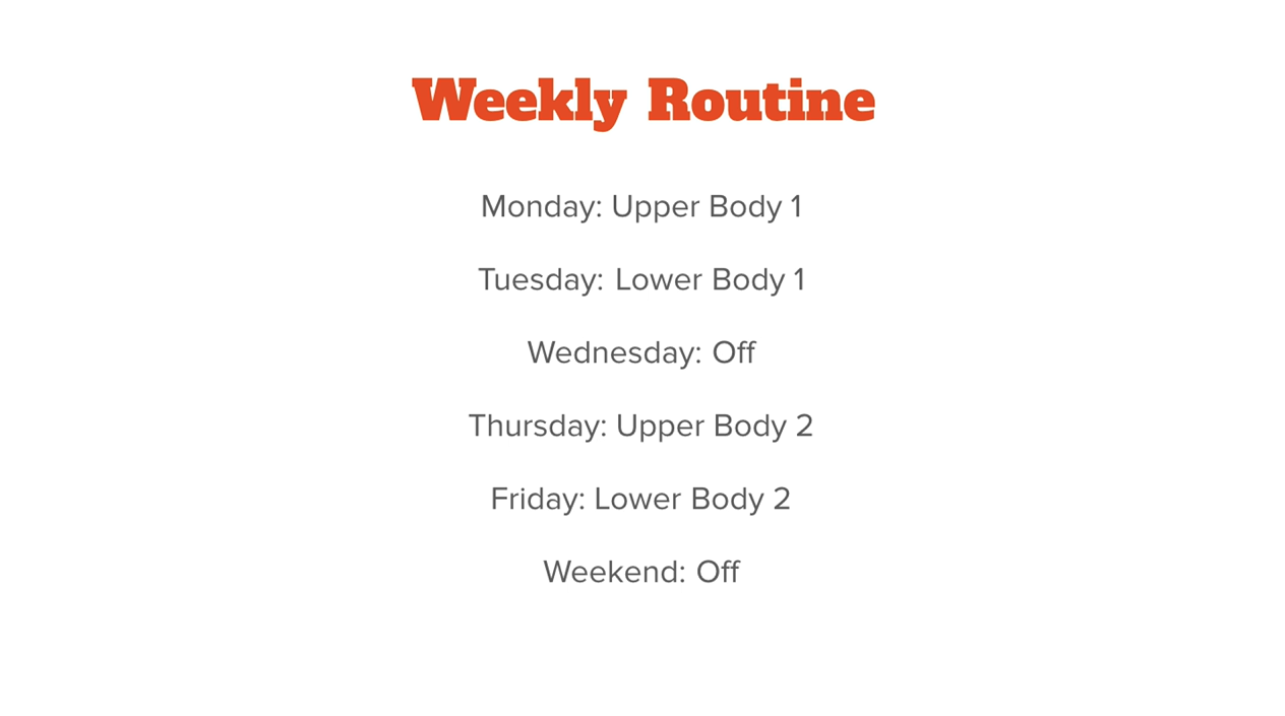 Weekly Routine
Monday: Upper Body 1
Tuesday: Lower Body 1
Wednesday: Off
Thursday: Upper Body 2
Friday: Lower Body 2
Weekend: Off